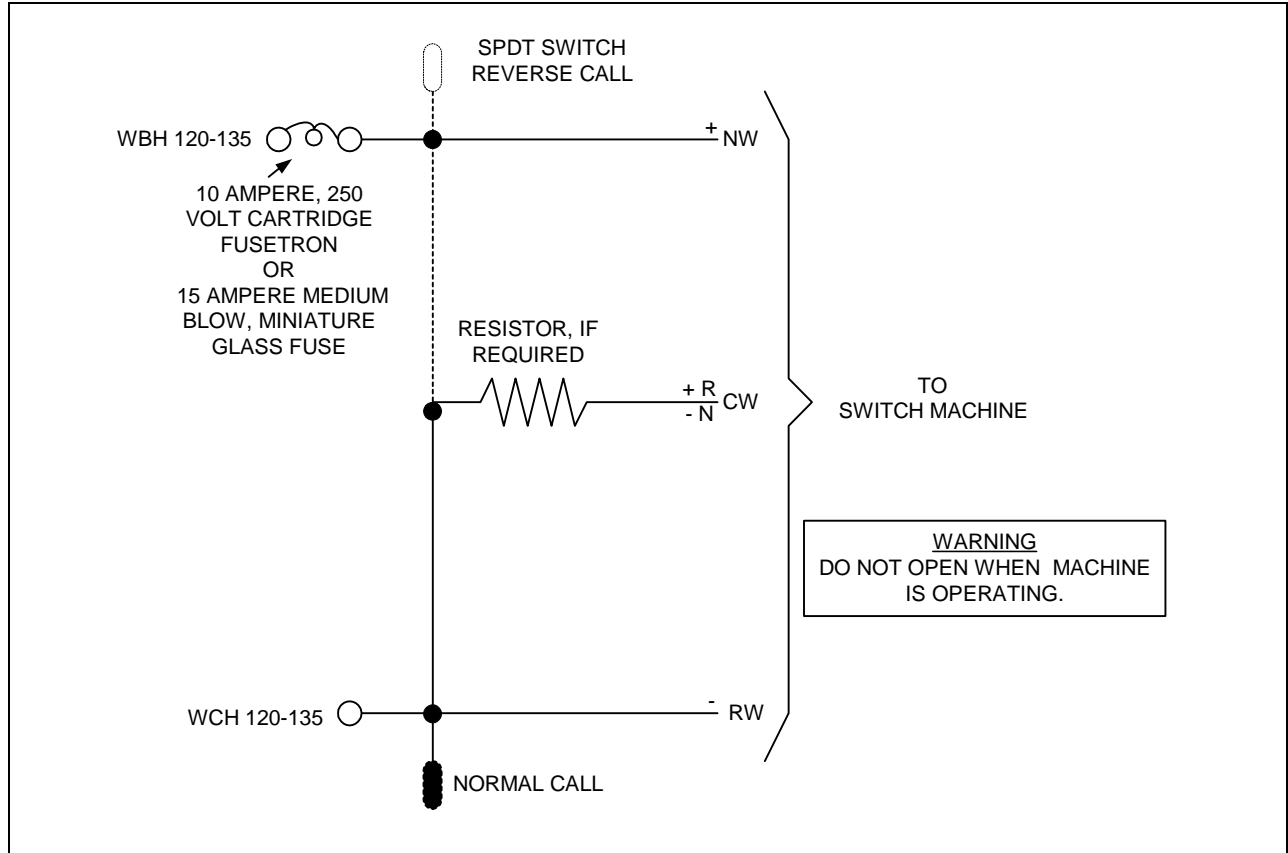 SPDT SWITCH
REVERSE CALL
WBH 120-135
+
NW
10 AMPERE, 250
VOLT CARTRIDGE
FUSETRON
OR
15 AMPERE MEDIUM
BLOW, MINIATURE
GLASS FUSE
RESISTOR, IF
REQUIRED
+ R
- N
CW
TO
SWITCH MACHINE
WARNING
DO NOT OPEN WHEN MACHINE
IS OPERATING.
WCH 120-135
-
RW
NORMAL CALL